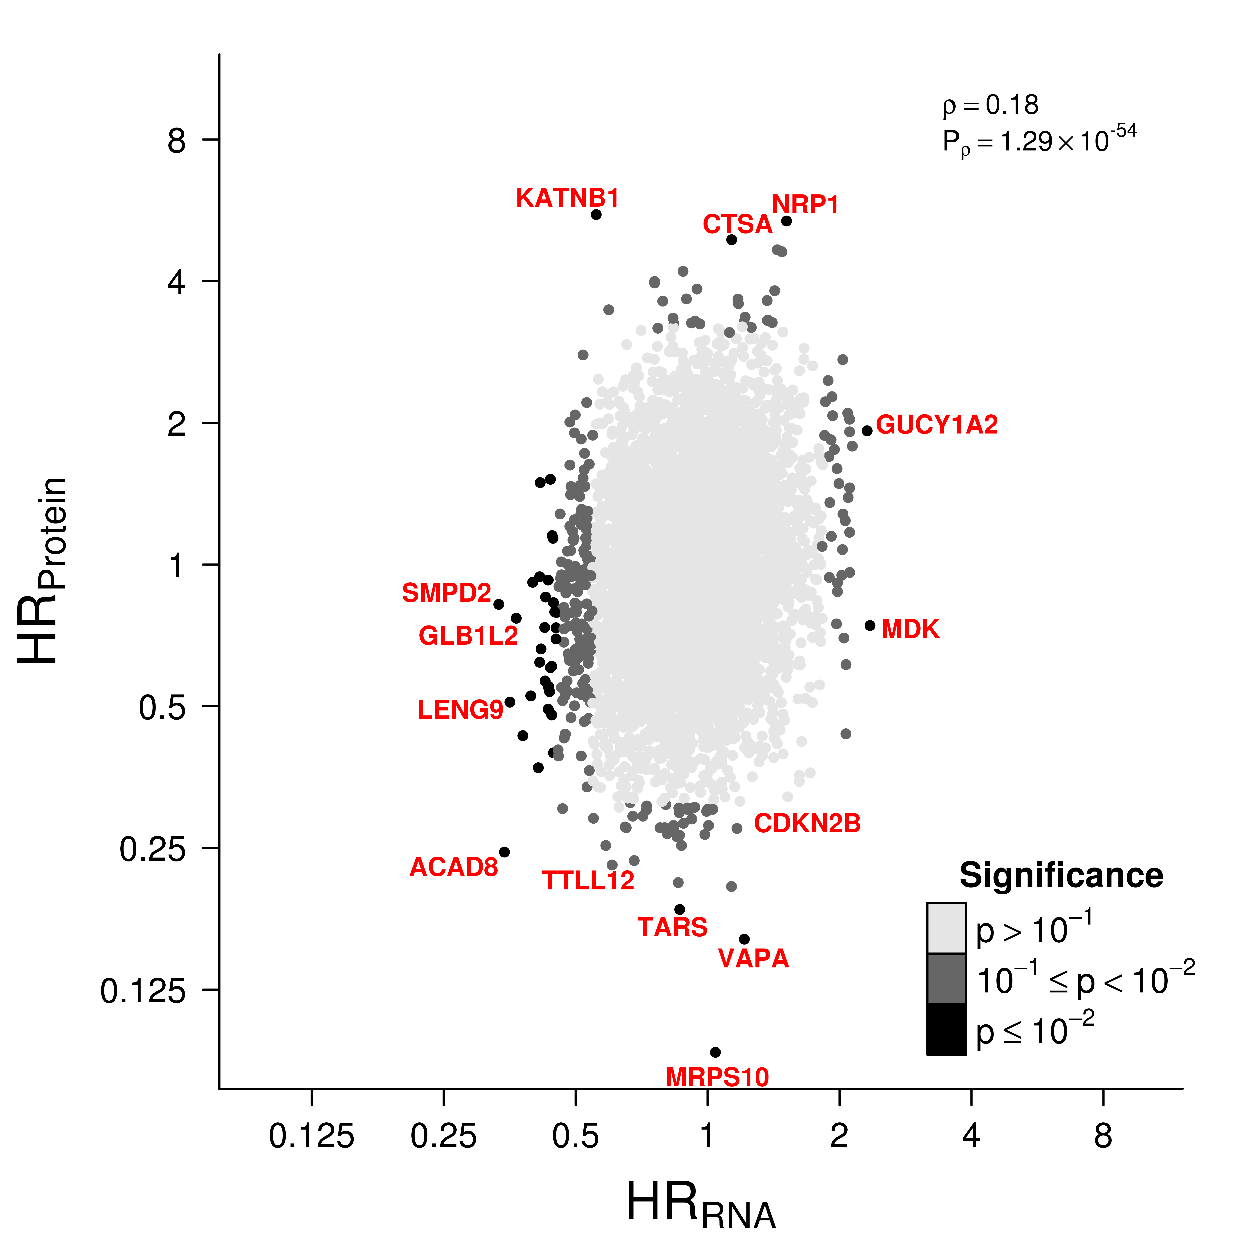 ρ = 0.18
Pρ = 1.29 × 10-54
8
4
2
1
0.5
0.25
0.125
HRProtein
KATNB1
NRP1
CTSA
GUCY1A2
SMPD2
GLB1L2
MDK
LENG9
CDKN2B
ACAD8
TTLL12
TARS
VAPA
MRPS10
Significance
p > 10−1
10−1 ≤ p < 10−2
p ≤ 10−2
0.125
0.25
0.5
1
2
4
8
HRRNA